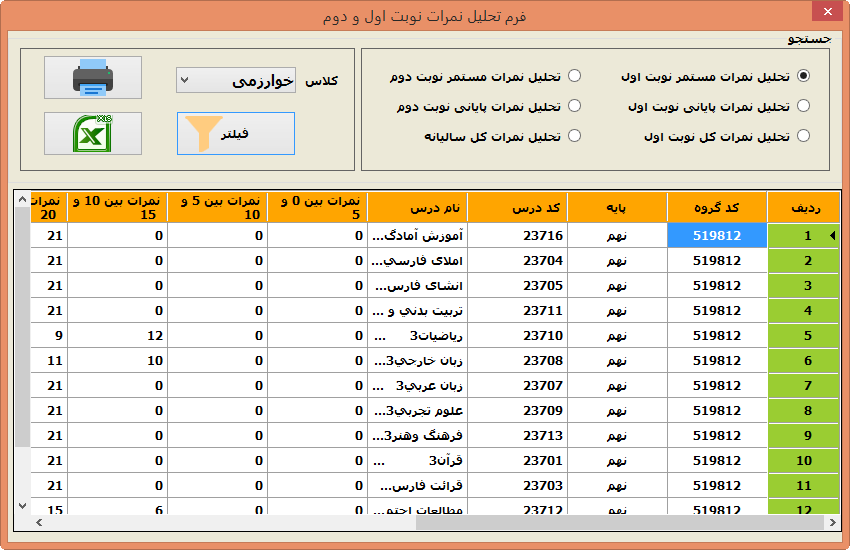 فرم تحلیل نمرات نوبت اول و دوم
جستجو
تحلیل نمرات مستمر نوبت اول
تحلیل نمرات مستمر نوبت دوم
تحلیل نمرات پایانی نوبت اول
تحلیل نمرات پایانی نوبت دوم
تحلیل نمرات کل نوبت اول
تحلیل نمرات کل سالیانه
کلاس خوارزمی
فیلتر
XLS
ردیف کد گروه پایه کد درس نام درس نمرات بین 0 و 5 نمرات بین 5 و 10 نمرات بین 10 و 15 نمرات 20
1 519812 نهم 23716 آموزش آمادگ... 0 0 0 21
2 519812 نهم 23704 املاي فارسي... 0 0 0 21
3 519812 نهم 23705 انشاي فارس... 0 0 0 21
4 519812 نهم 23711 تربيت بدني و ... 0 0 0 21
5 519812 نهم 23710 رياضيات3 ... 0 0 12 9
6 519812 نهم 23708 زبان خارجي3... 0 0 10 11
7 519812 نهم 23707 زبان عربي3 ... 0 0 0 21
8 519812 نهم 23709 علوم تجربي3... 0 0 0 21
9 519812 نهم 23713 فرهنگ وهنر3... 0 0 0 21
10 519812 نهم 23701 قرآن3 ... 0 0 0 21
11 519812 نهم 23703 قرائت فارس... 0 0 0 21
12 519812 نهم 23712 مطالعات اجتم... 0 0 6 15